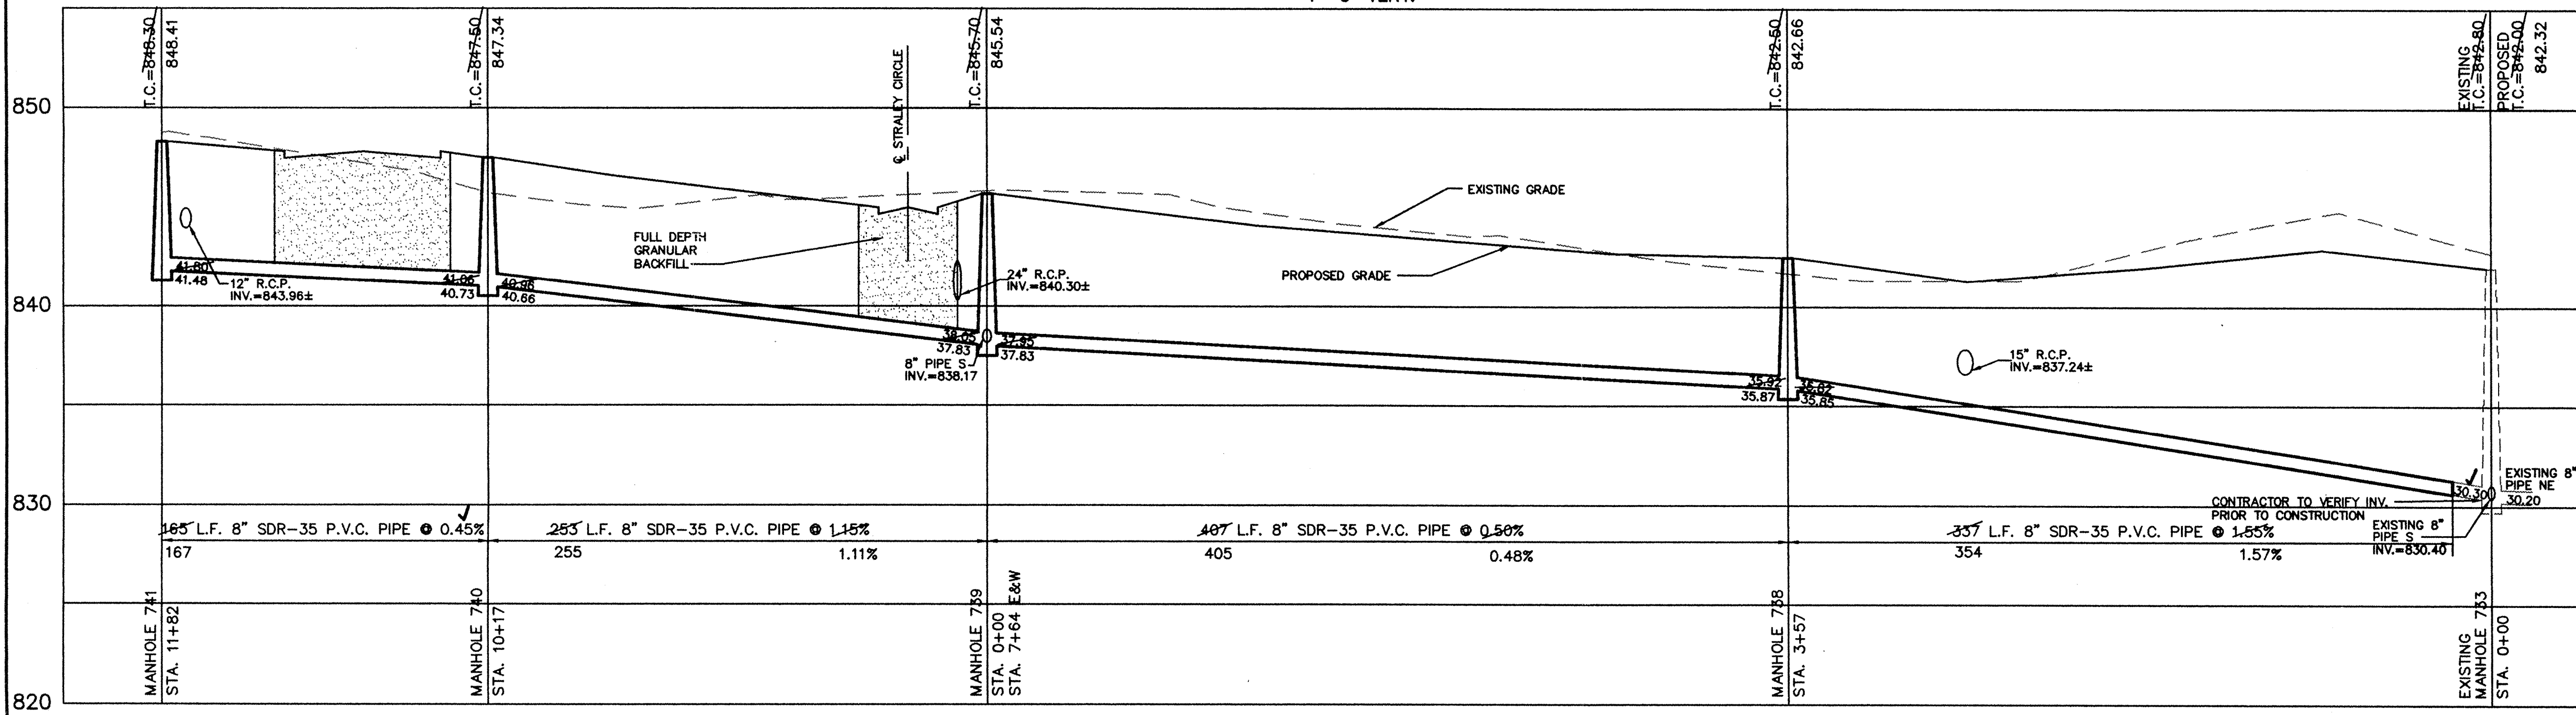 T.C.=848.30
848.41
T.C.=847.50
847.34
T.C.=845.70
845.54
T.C.=842.50
842.66
EXISTING
T.C.=842.80
PROPOSED
T.C.=842.00
842.32
850
840
830
820
℄ STRALEY CIRCLE
EXISTING GRADE
PROPOSED GRADE
FULL DEPTH
GRANULAR
BACKFILL
12" R.C.P.
INV.=843.96±
24" R.C.P.
INV.=840.30±
15" R.C.P.
INV.=837.24±
8" PIPE S
INV.=838.17
41.80
41.48
41.06
40.73
40.96
40.66
38.05
37.83
37.95
37.83
35.92
35.87
35.82
35.85
30.30
EXISTING 8"
PIPE NE
30.20
CONTRACTOR TO VERIFY INV.
PRIOR TO CONSTRUCTION
EXISTING 8"
PIPE S
INV.=830.40
165 L.F. 8" SDR-35 P.V.C. PIPE @ 0.45%
167
253 L.F. 8" SDR-35 P.V.C. PIPE @ 1.15%
255 1.11%
407 L.F. 8" SDR-35 P.V.C. PIPE @ 0.50%
405 0.48%
337 L.F. 8" SDR-35 P.V.C. PIPE @ 1.55%
354 1.57%
MANHOLE 741
STA. 11+82
MANHOLE 740
STA. 10+17
MANHOLE 739
STA. 0+00
STA. 7+64 E&W
MANHOLE 738
STA. 3+57
EXISTING
MANHOLE 733
STA. 0+00